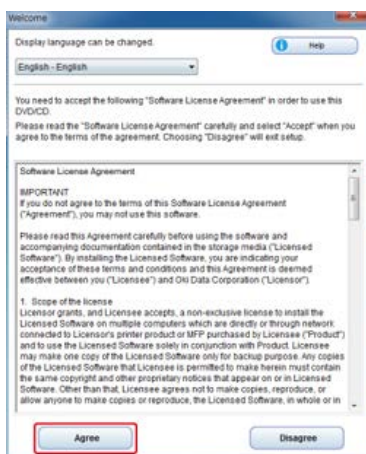 Welcome
Display language can be changed.
Help
English - English
You need to accept the following "Software License Agreement" in order to use this
DVD/CD.
Please read the "Software License Agreement" carefully and select "Accept" when you
agree to the terms of the agreement. Choosing "Disagree" will exit setup.
Software License Agreement
IMPORTANT
If you do not agree to the terms of this Software License Agreement
("Agreement"), you may not use this software.
Please read this Agreement carefully before using the software and
accompanying documentation contained in the storage media ("Licensed
Software"). By installing the Licensed Software, you are indicating your
acceptance of these terms and conditions and this Agreement is deemed
effective between you ("Licensee") and Oki Data Corporation ("Licensor").
1. Scope of the license
Licensor grants, and Licensee accepts, a non-exclusive license to install the
Licensed Software on multiple computers which are directly or through network
connected to Licensor's printer product or MFP purchased by Licensee ("Product")
and to use the Licensed Software solely in conjunction with Product. Licensee
may make one copy of the Licensed Software only for backup purpose. Any copies
of the Licensed Software that Licensee is permitted to make herein must contain
the same copyright and other proprietary notices that appear on or in Licensed
Software. Other than that, Licensee agrees not to make copies, reproduce, or
allow anyone to make copies or reproduce, the Licensed Software, in whole or in
Agree
Disagree